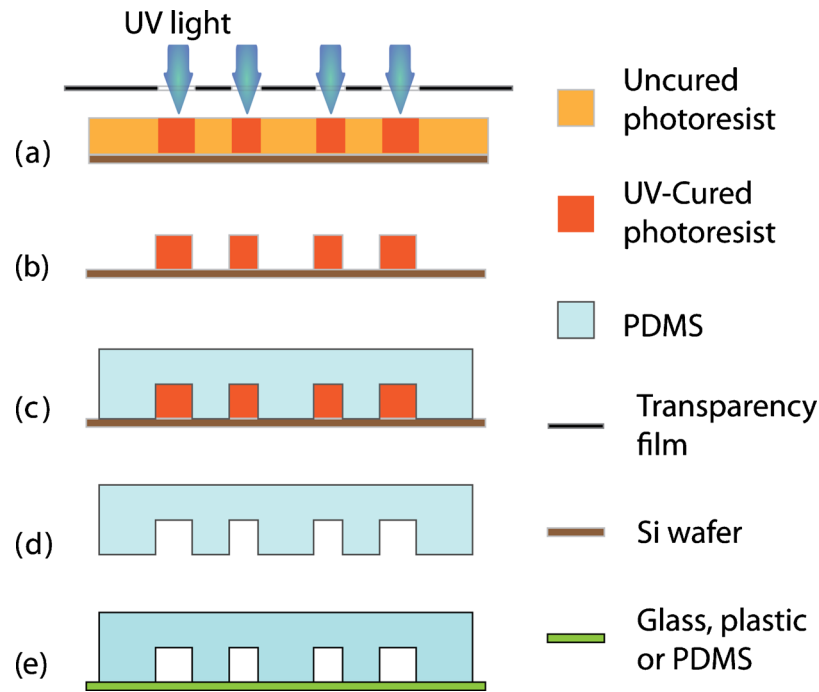 UV light
(a)
(b)
(c)
(d)
(e)
Uncured
photoresist
UV-Cured
photoresist
PDMS
Transparency
film
Si wafer
Glass, plastic
or PDMS